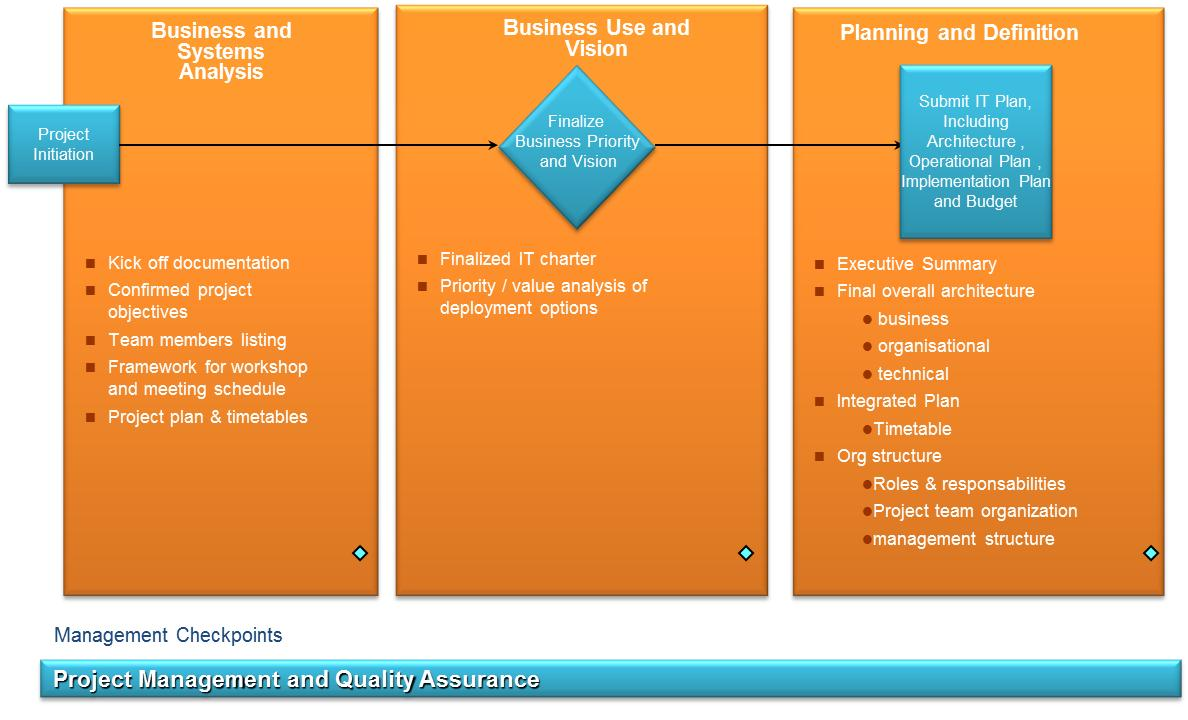 Business and
Systems
Analysis
Project
Initiation
Kick off documentation
Confirmed project
objectives
Team members listing
Framework for workshop
and meeting schedule
Project plan & timetables
Business Use and
Vision
Finalize
Business Priority
and Vision
Finalized IT charter
Priority / value analysis of
deployment options
Planning and Definition
Submit IT Plan,
Including
Architecture ,
Operational Plan ,
Implementation Plan
and Budget
Executive Summary
Final overall architecture
business
organisational
technical
Integrated Plan
Timetable
Org structure
Roles & responsabilities
Project team organization
management structure
Management Checkpoints
Project Management and Quality Assurance